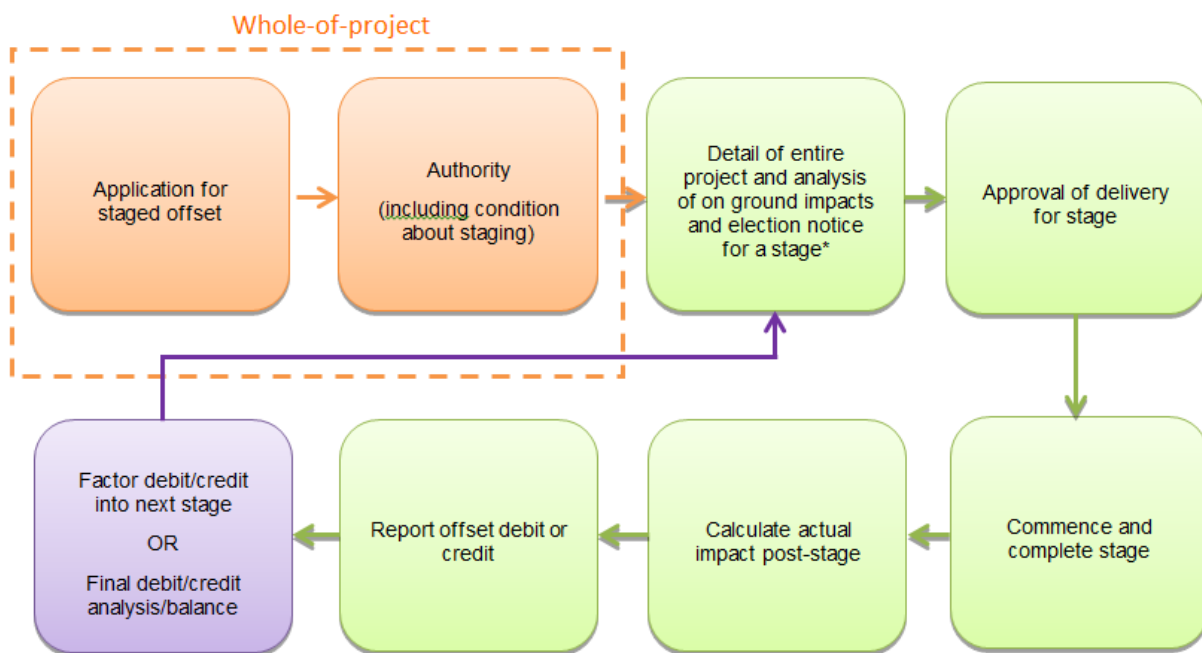 Whole-of-project
Application for
staged offset
Authority
(including condition
about staging)
Detail of entire
project and analysis
of on ground impacts
and election notice
for a stage*
Approval of delivery
for stage
Factor debit/credit
into next stage
OR
Final debit/credit
analysis/balance
Report offset debit or
credit
Calculate actual
impact post-stage
Commence and
complete stage